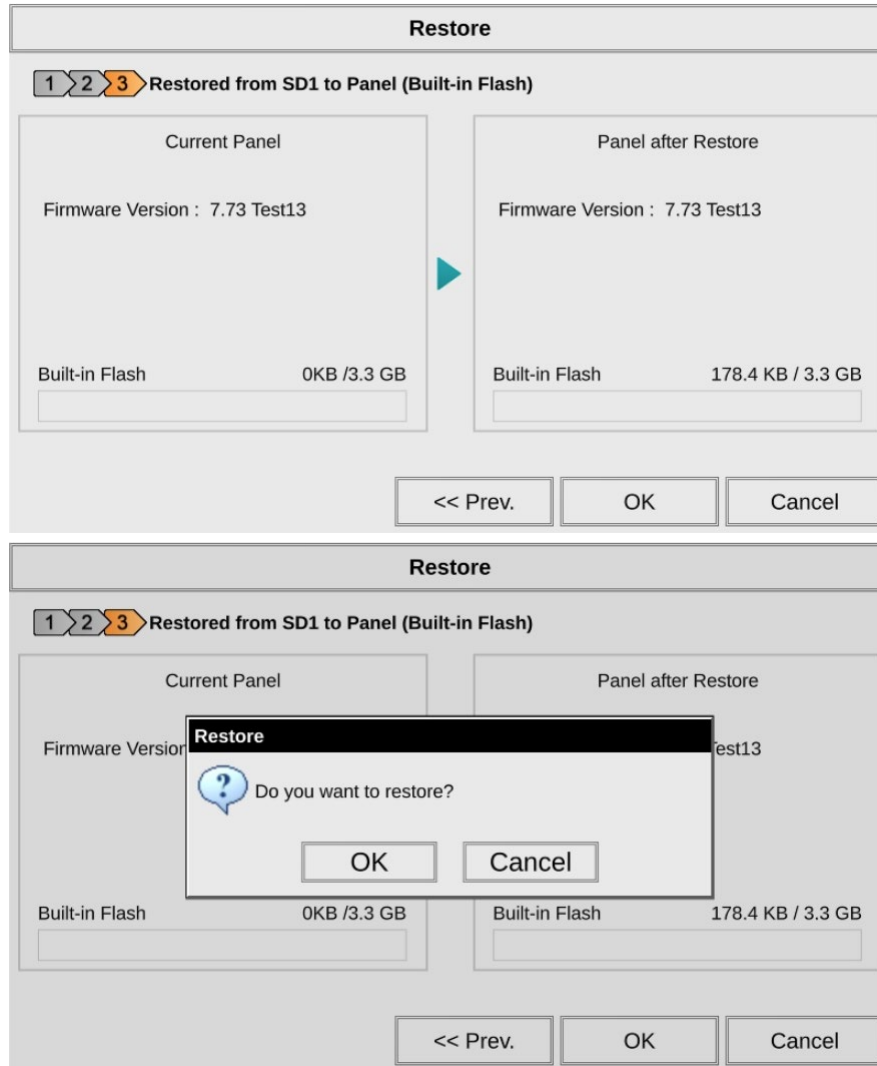 Restore
1 2 3 Restored from SD1 to Panel (Built-in Flash)
Current Panel
Firmware Version : 7.73 Test13
Built-in Flash 0KB /3.3 GB
Panel after Restore
Firmware Version : 7.73 Test13
Built-in Flash 178.4 KB / 3.3 GB
<< Prev. OK Cancel
Restore
1 2 3 Restored from SD1 to Panel (Built-in Flash)
Current Panel
Firmware Version
Built-in Flash 0KB /3.3 GB
Panel after Restore
Test13
Built-in Flash 178.4 KB / 3.3 GB
Restore
? Do you want to restore?
OK Cancel
<< Prev. OK Cancel